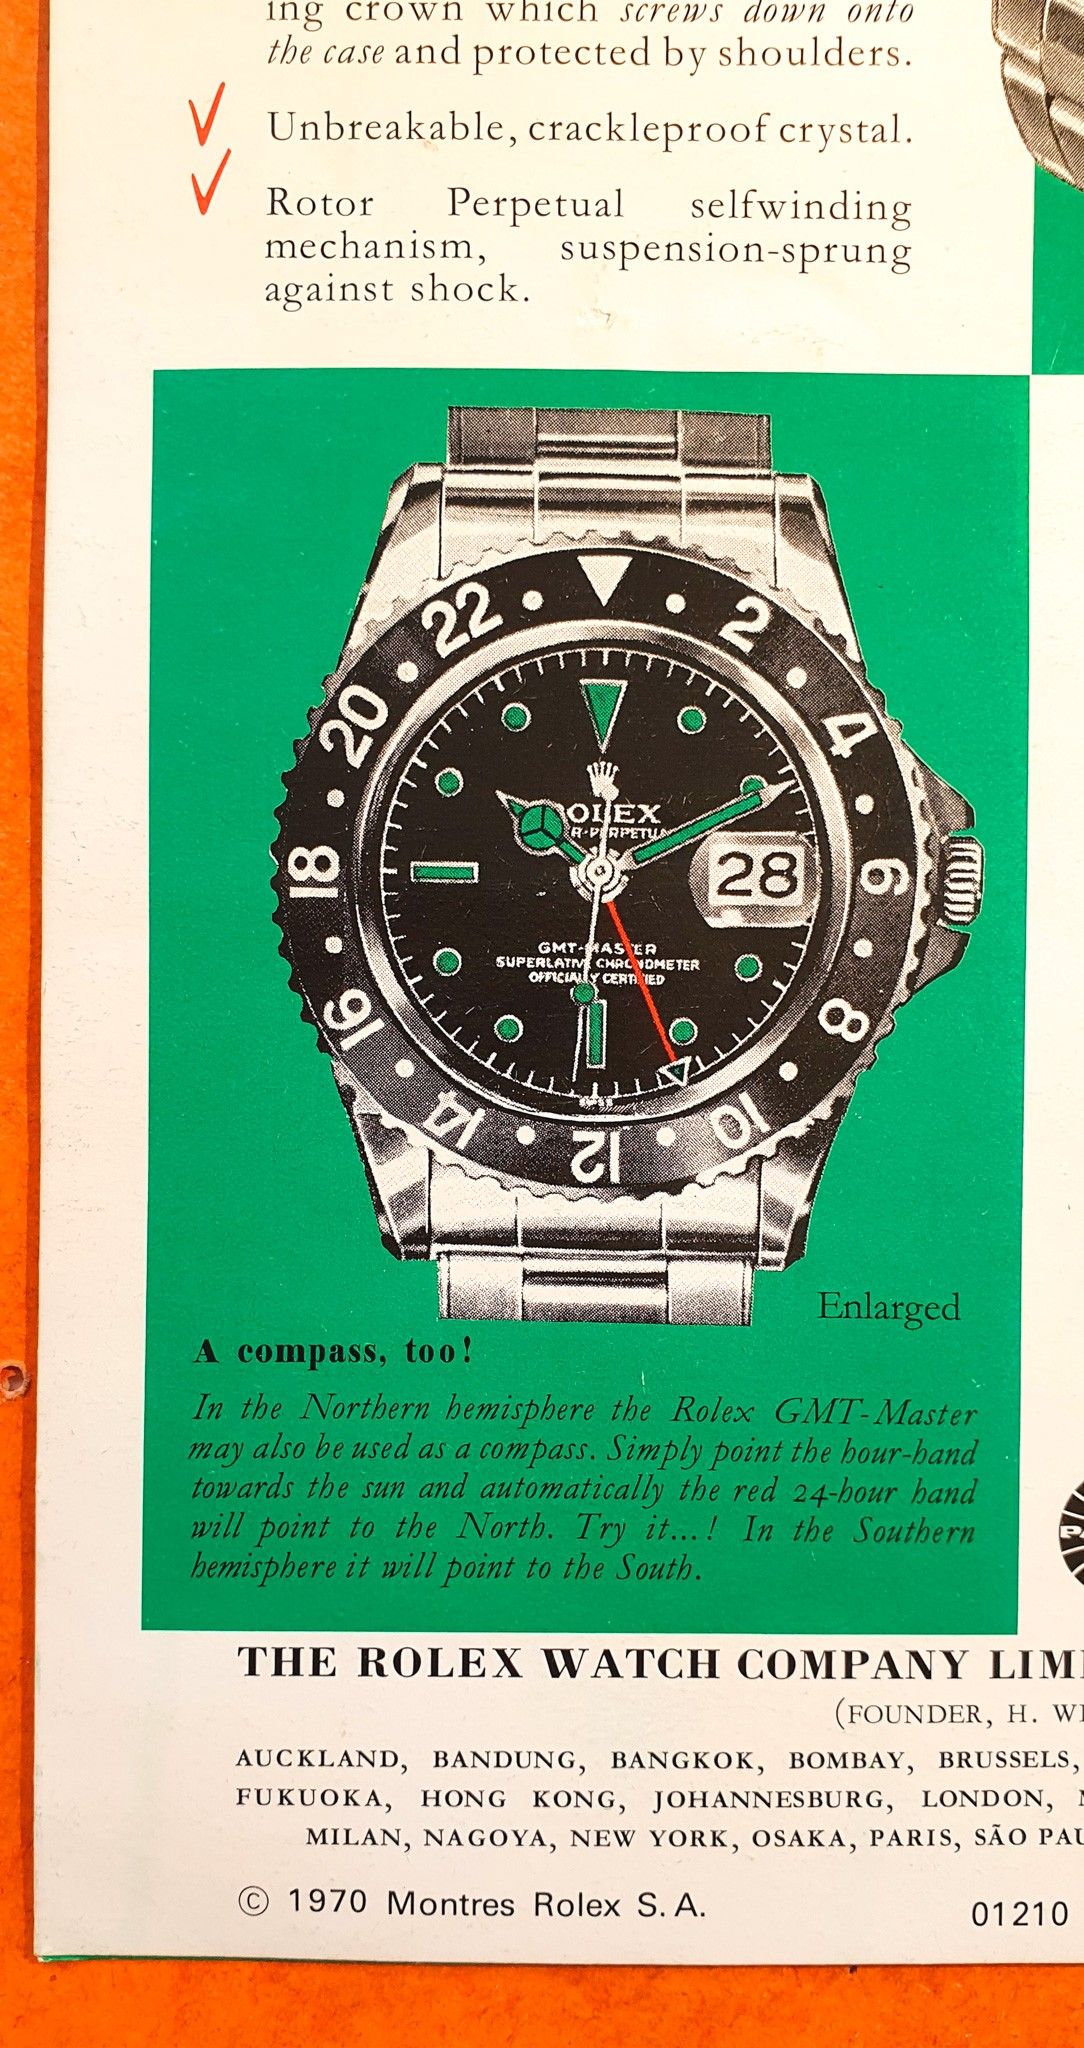 ing crown which screws down onto
the case and protected by shoulders.
Unbreakable, crackleproof crystal.
Rotor Perpetual selfwinding
mechanism, suspension-sprung
against shock.
22 2
20 4
18 6
16 8
14 12 10
ROLEX
28
GMT-MASTER
SUPERLATIVE CHRONOMETER
OFFICIALLY CERTIFIED
Enlarged
A compass, too!
In the Northern hemisphere the Rolex GMT-Master
may also be used as a compass. Simply point the hour-hand
towards the sun and automatically the red 24-hour hand
will point to the North. Try it...! In the Southern
hemisphere it will point to the South.
THE ROLEX WATCH COMPANY LIM
(FOUNDER, H. W
AUCKLAND, BANDUNG, BANGKOK, BOMBAY, BRUSSELS,
FUKUOKA, HONG KONG, JOHANNESBURG, LONDON,
MILAN, NAGOYA, NEW YORK, OSAKA, PARIS, SÃO PAU
© 1970 Montres Rolex S.A.
01210